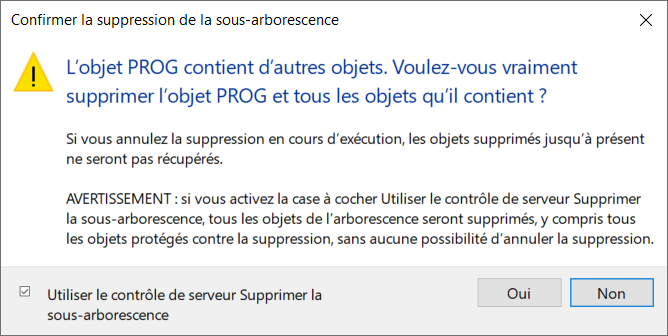 Confirmer la suppression de la sous-arborescence
L'objet PROG contient d'autres objets. Voulez-vous vraiment
supprimer l'objet PROG et tous les objets qu'il contient ?
Si vous annulez la suppression en cours d'exécution, les objets supprimés jusqu'à présent
ne seront pas récupérés.
AVERTISSEMENT : si vous activez la case à cocher Utiliser le contrôle de serveur Supprimer
la sous-arborescence, tous les objets de l'arborescence seront supprimés, y compris tous
les objets protégés contre la suppression, sans aucune possibilité d'annuler la suppression.
Utiliser le contrôle de serveur Supprimer la
sous-arborescence
Oui
Non